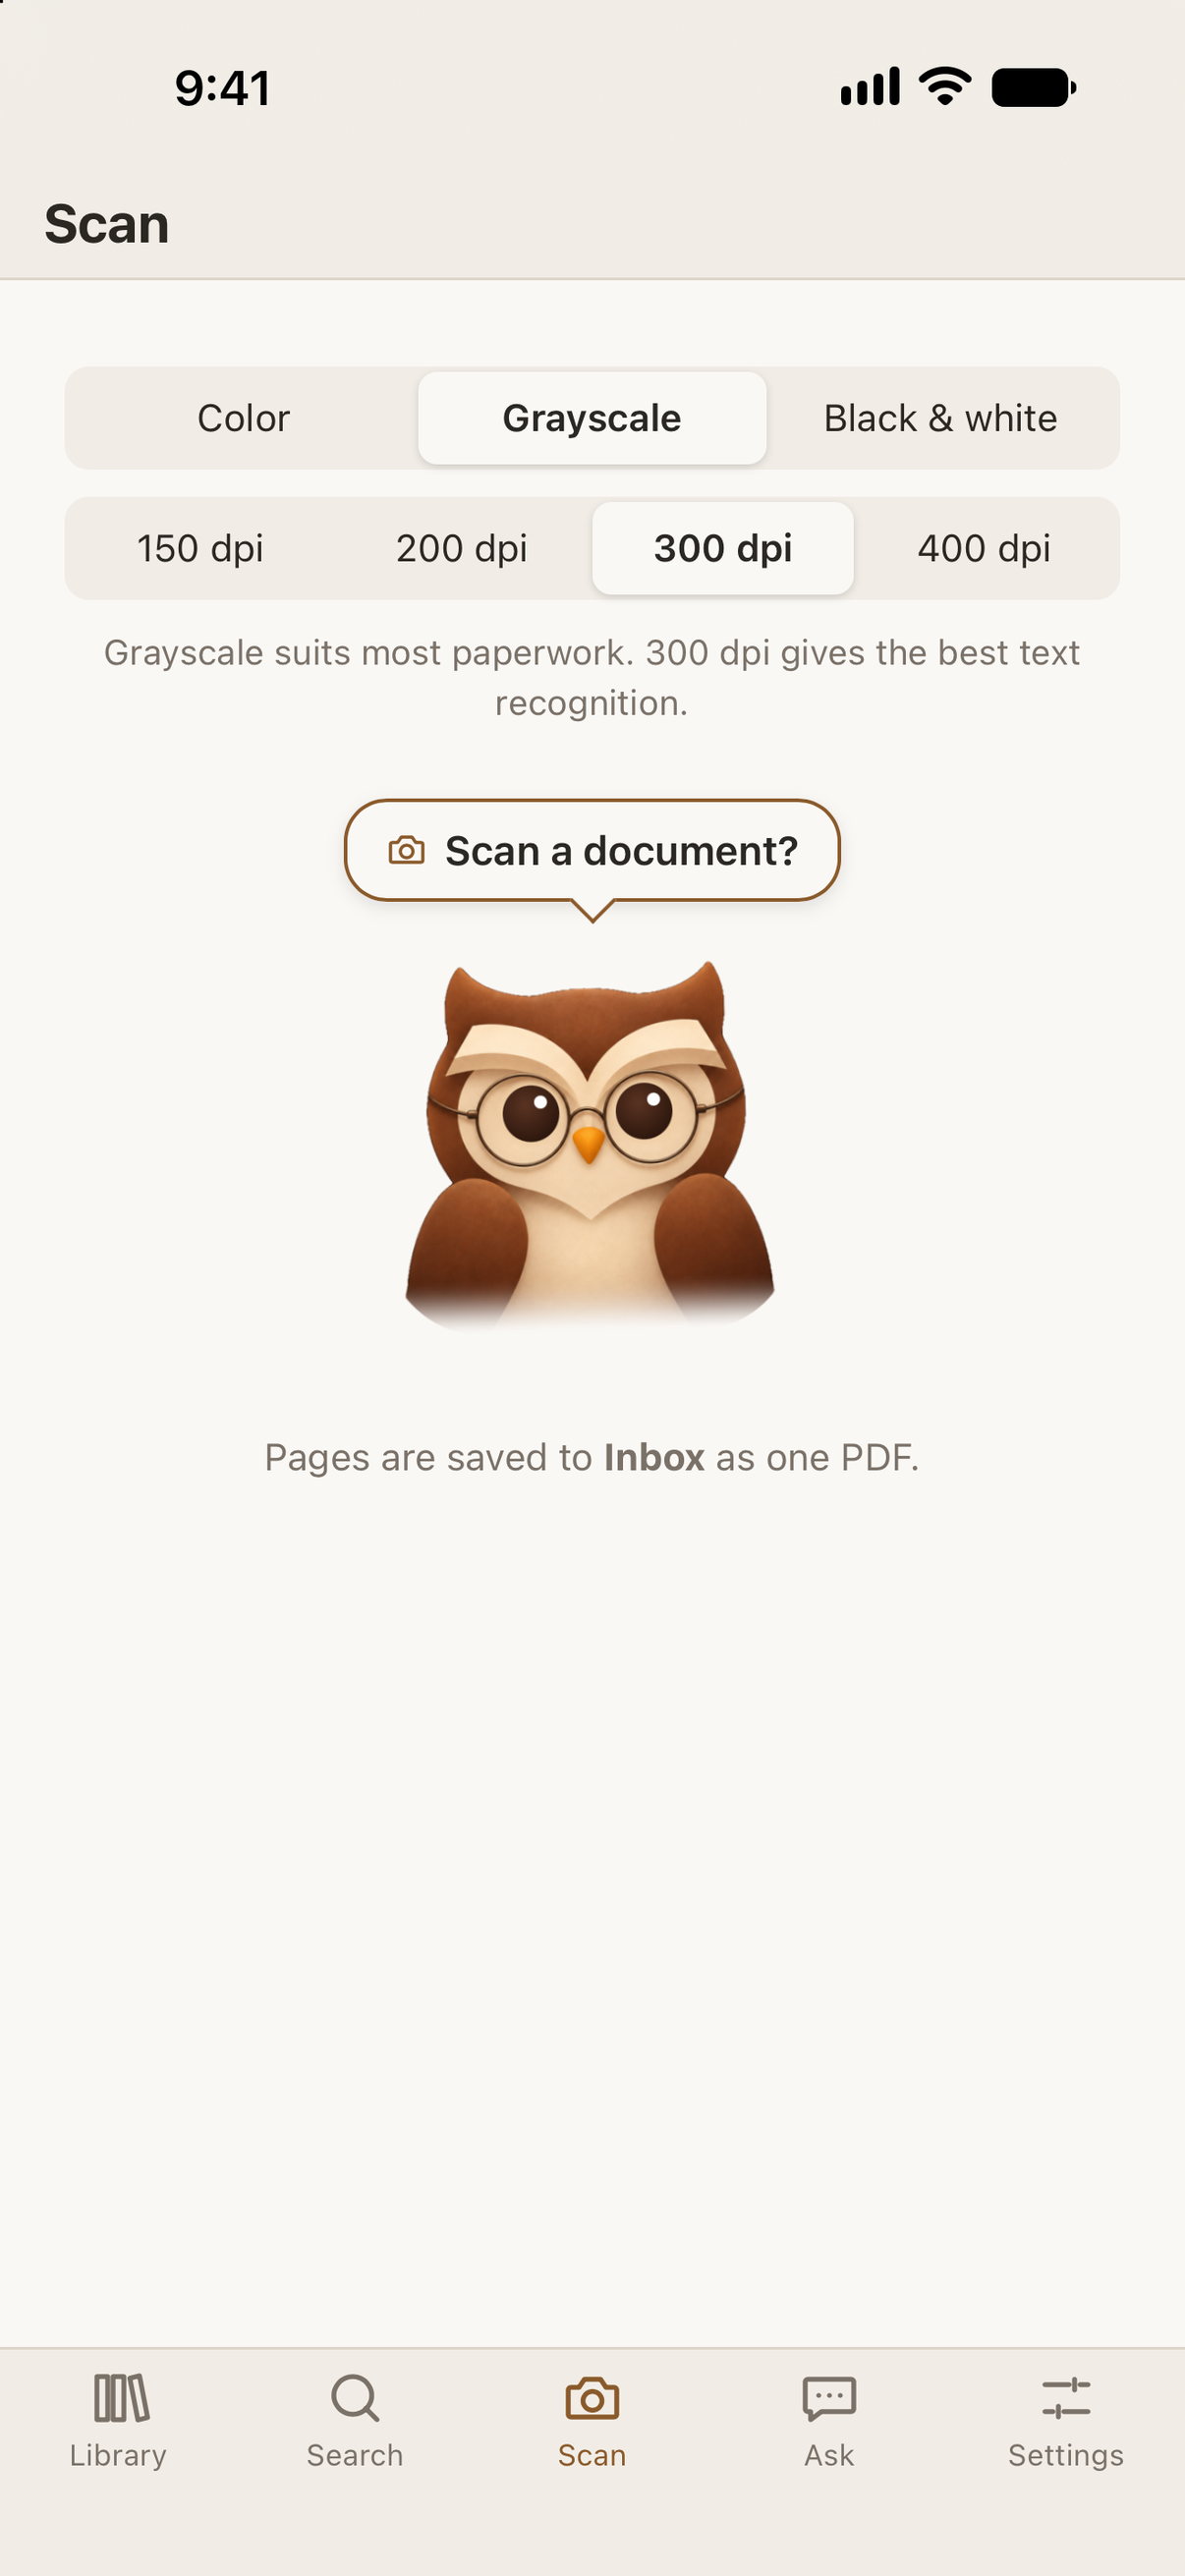 9:41
Scan
Color
Grayscale
Black & white
150 dpi
200 dpi
300 dpi
400 dpi
Grayscale suits most paperwork. 300 dpi gives the best text
recognition.
Scan a document?
Pages are saved to Inbox as one PDF.
Library
Search
Scan
Ask
Settings